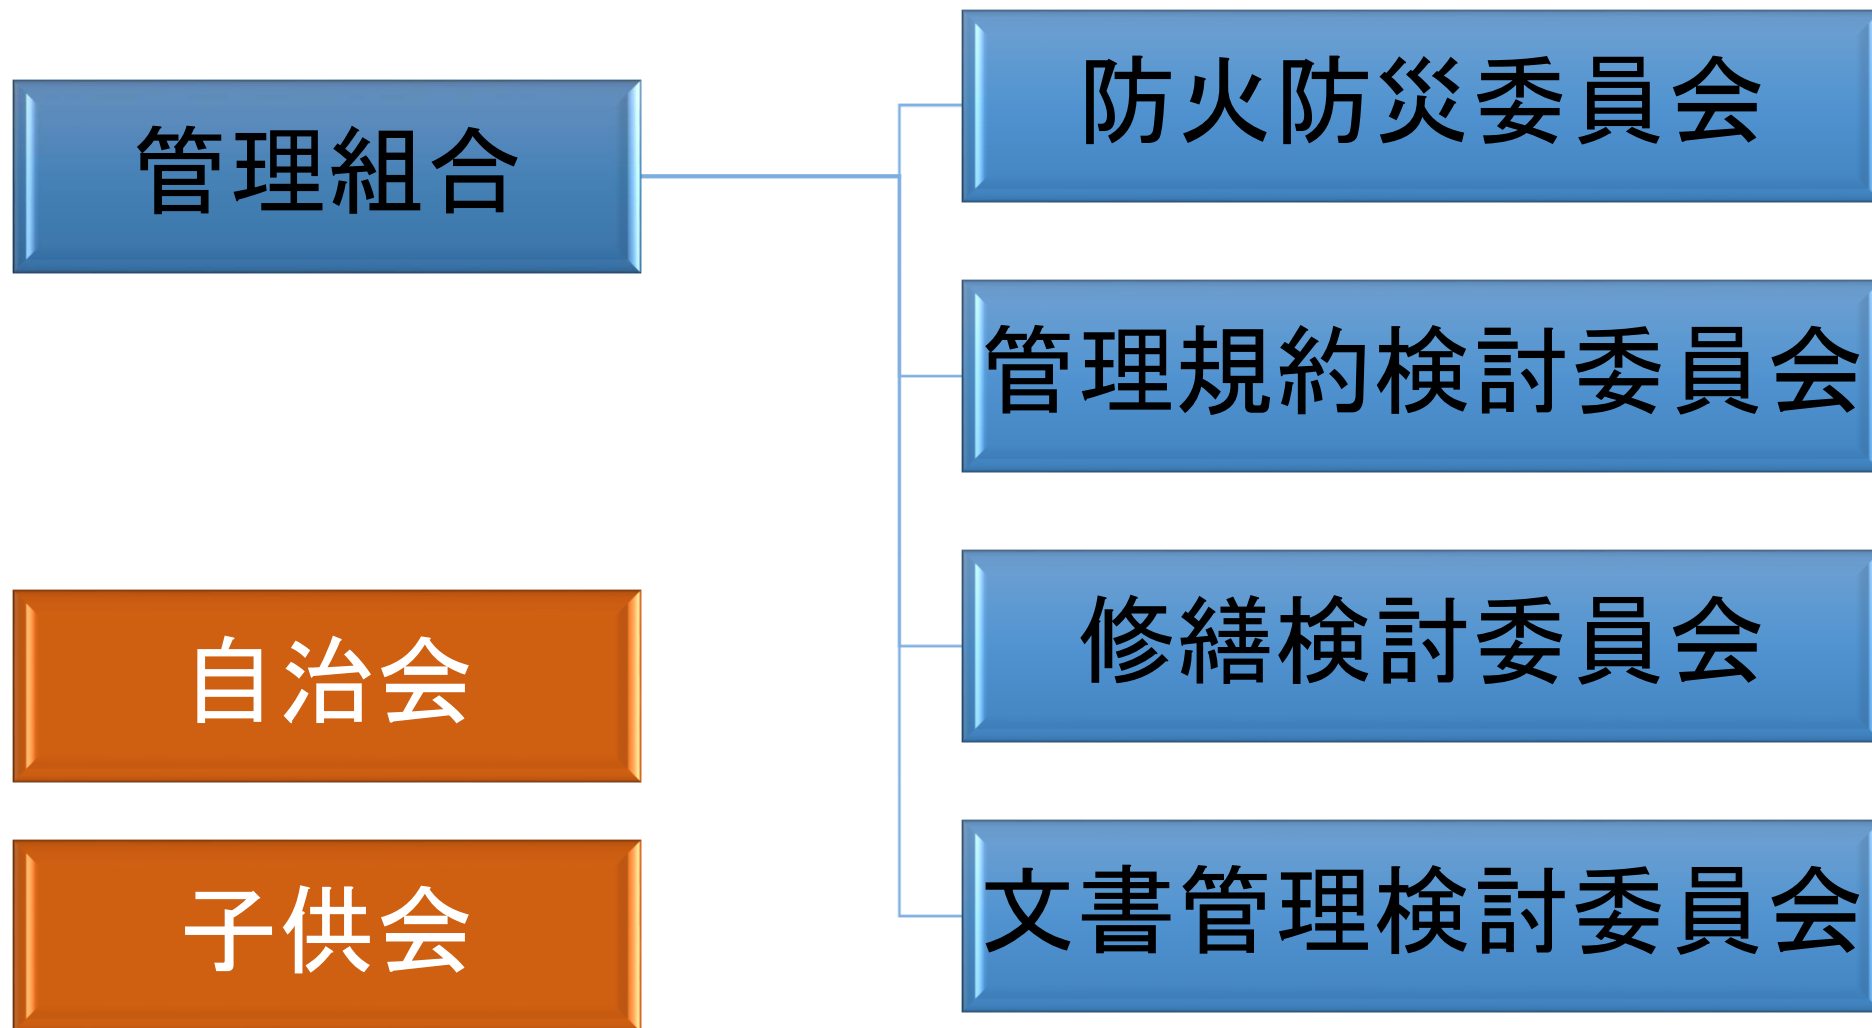 管理組合
防火防災委員会
管理規約検討委員会
修繕検討委員会
文書管理検討委員会
自治会
子供会